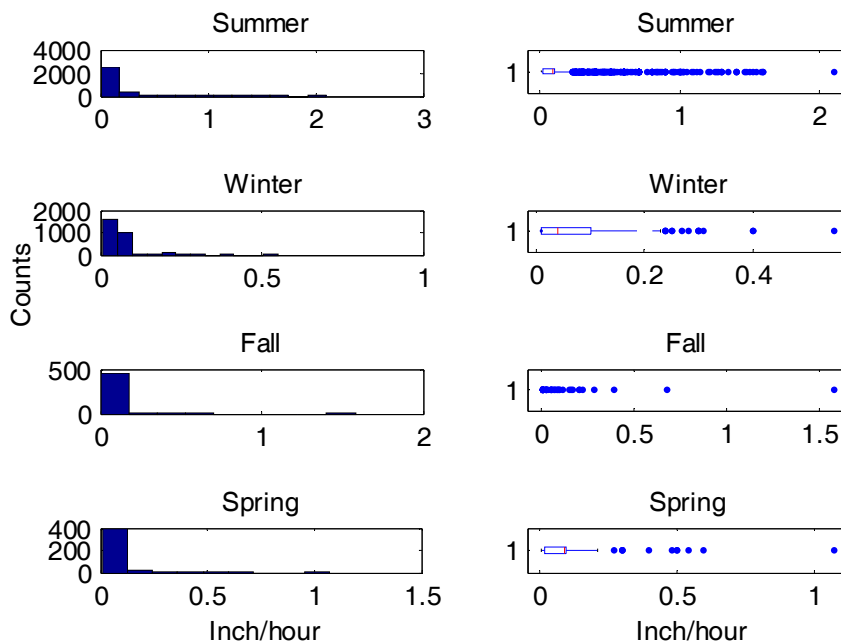 Summer
4000
2000
0
0 1 2 3
Summer
1
0 1 2
Winter
2000
1000
0
0 0.5 1
Winter
1
0 0.2 0.4
Counts
Fall
500
0
0 1 2
Fall
1
0 0.5 1 1.5
Spring
400
200
0
0 0.5 1 1.5
Inch/hour
Spring
1
0 0.5 1
Inch/hour